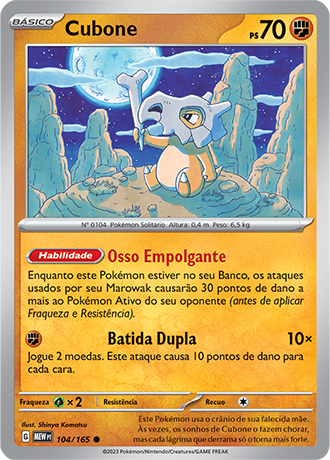 BÁSICO
Cubone
PS 70
Nº 0104 Pokémon Solitário Altura: 0,4 m Peso: 6,5 kg
Habilidade Osso Empolgante
Enquanto este Pokémon estiver no seu Banco, os ataques
usados por seu Marowak causarão 30 pontos de dano a
mais ao Pokémon Ativo do seu oponente (antes de aplicar
Fraqueza e Resistência).
Batida Dupla 10×
Jogue 2 moedas. Este ataque causa 10 pontos de dano para
cada cara.
Fraqueza ×2 Resistência Recuo
Ilust. Shinya Komatsu
G MEW PT 104/165
Este Pokémon usa o crânio de sua falecida mãe.
Às vezes, os sonhos de Cubone o fazem chorar,
mas cada lágrima que derrama só o torna mais forte.
©2023 Pokémon/Nintendo/Creatures/GAME FREAK